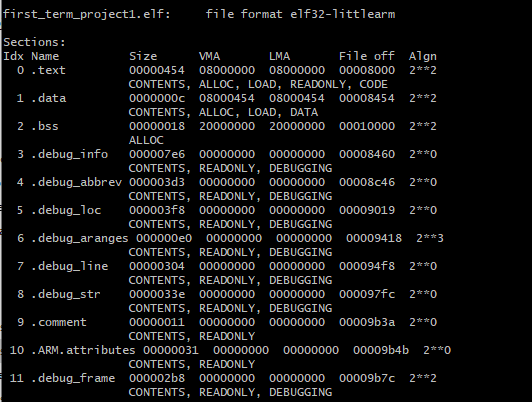 first_term_project1.elf:     file format elf32-littlearm
Sections:
Idx Name          Size      VMA       LMA       File off  Algn
  0 .text         00000454  08000000  08000000  00008000  2**2
                  CONTENTS, ALLOC, LOAD, READONLY, CODE
  1 .data         0000000c  08000454  08000454  00008454  2**2
                  CONTENTS, ALLOC, LOAD, DATA
  2 .bss          00000018  20000000  20000000  00010000  2**2
                  ALLOC
  3 .debug_info   000007e6  00000000  00000000  00008460  2**0
                  CONTENTS, READONLY, DEBUGGING
  4 .debug_abbrev 000003d3  00000000  00000000  00008c46  2**0
                  CONTENTS, READONLY, DEBUGGING
  5 .debug_loc    000003f8  00000000  00000000  00009019  2**0
                  CONTENTS, READONLY, DEBUGGING
  6 .debug_aranges 000000e0  00000000  00000000  00009418  2**3
                  CONTENTS, READONLY, DEBUGGING
  7 .debug_line   00000304  00000000  00000000  000094f8  2**0
                  CONTENTS, READONLY, DEBUGGING
  8 .debug_str    0000033e  00000000  00000000  000097fc  2**0
                  CONTENTS, READONLY, DEBUGGING
  9 .comment      00000011  00000000  00000000  00009b3a  2**0
                  CONTENTS, READONLY
 10 .ARM.attributes 00000031  00000000  00000000  00009b4b  2**0
                  CONTENTS, READONLY
 11 .debug_frame  000002b8  00000000  00000000  00009b7c  2**2
                  CONTENTS, READONLY, DEBUGGING